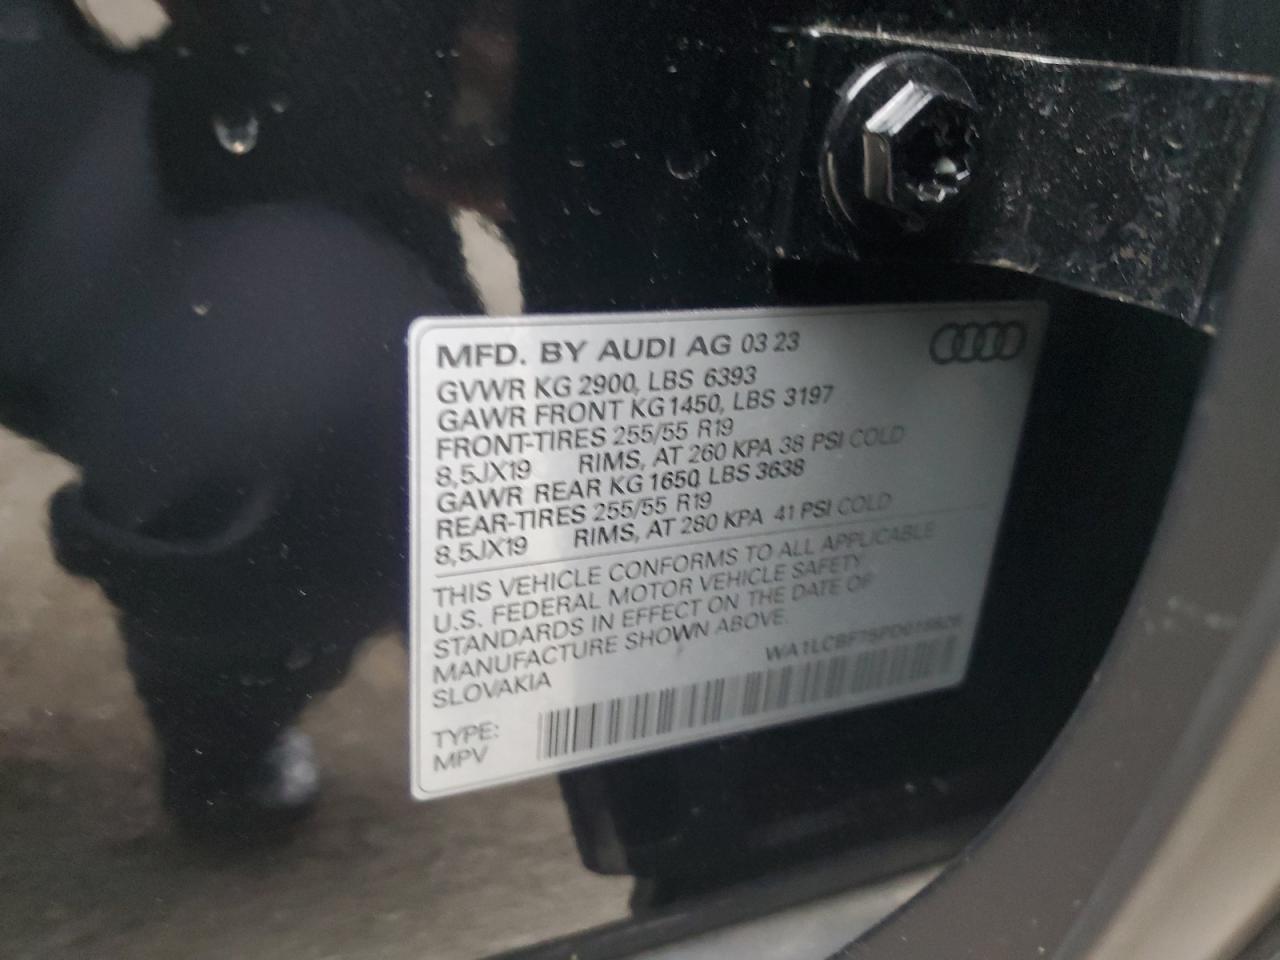 MFD. BY AUDI AG 03 23
GVWR KG 2900, LBS 6393
GAWR FRONT KG 1450, LBS 3197
FRONT-TIRES 255/55 R19
8,5JX19 RIMS, AT 260 KPA 38 PSI COLD
GAWR REAR KG 1650, LBS 3638
REAR-TIRES 255/55 R19
8,5JX19 RIMS, AT 280 KPA 41 PSI COLD
THIS VEHICLE CONFORMS TO ALL APPLICABLE
U.S. FEDERAL MOTOR VEHICLE SAFETY
STANDARDS IN EFFECT ON THE DATE OF
MANUFACTURE SHOWN ABOVE.
SLOVAKIA
TYPE:
MPV